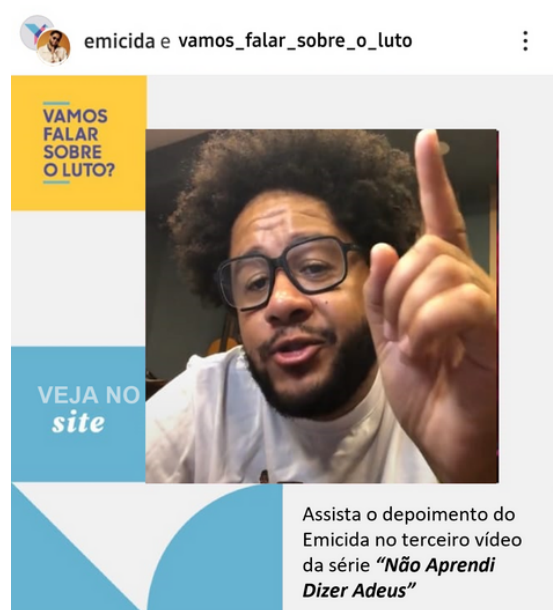 emicida e vamos_falar_sobre_o_luto
VAMOS
FALAR
SOBRE
O LUTO?
VEJA NO
site
Assista o depoimento do
Emicida no terceiro vídeo
da série “Não Aprendi
Dizer Adeus”